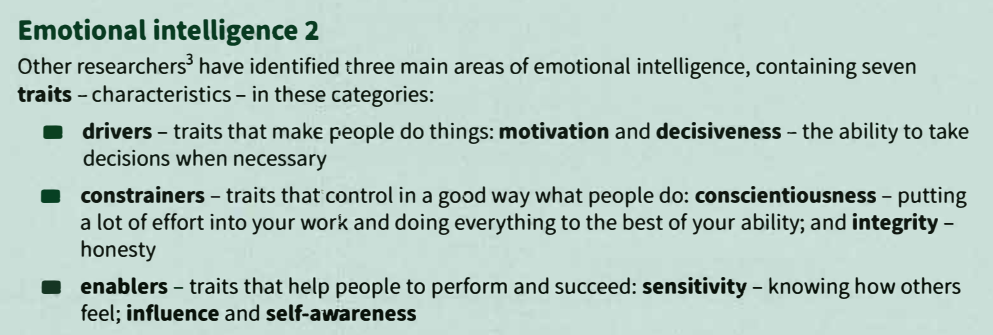 Emotional intelligence 2
Other researchers³ have identified three main areas of emotional intelligence, containing seven
traits – characteristics – in these categories:
drivers – traits that make people do things: motivation and decisiveness – the ability to take
decisions when necessary
constrainers – traits that control in a good way what people do: conscientiousness – putting
a lot of effort into your work and doing everything to the best of your ability; and integrity –
honesty
enablers – traits that help people to perform and succeed: sensitivity – knowing how others
feel; influence and self-awareness